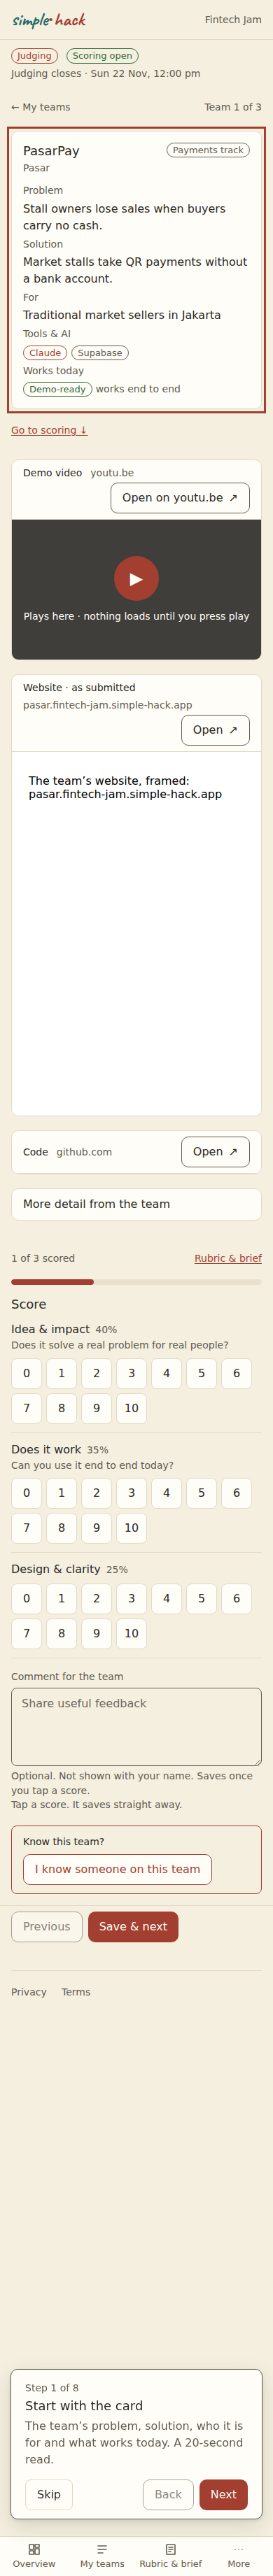 simple hack
Fintech Jam
Judging
Scoring open
Judging closes · Sun 22 Nov, 12:00 pm
← My teams
Team 1 of 3
PasarPay
Payments track
Pasar
Problem
Stall owners lose sales when buyers
carry no cash.
Solution
Market stalls take QR payments without
a bank account.
For
Traditional market sellers in Jakarta
Tools & AI
Claude
Supabase
Works today
Demo-ready works end to end
Go to scoring ↓
Demo video youtu.be
Open on youtu.be ↗
Plays here · nothing loads until you press play
Website · as submitted
pasar.fintech-jam.simple-hack.app
Open ↗
The team’s website, framed:
pasar.fintech-jam.simple-hack.app
Code github.com
Open ↗
More detail from the team
1 of 3 scored
Rubric & brief
Score
Idea & impact 40%
Does it solve a real problem for real people?
0 1 2 3 4 5 6
7 8 9 10
Does it work 35%
Can you use it end to end today?
0 1 2 3 4 5 6
7 8 9 10
Design & clarity 25%
0 1 2 3 4 5 6
7 8 9 10
Comment for the team
Share useful feedback
Optional. Not shown with your name. Saves once
you tap a score.
Tap a score. It saves straight away.
Know this team?
I know someone on this team
Previous
Save & next
Privacy
Terms
Step 1 of 8
Start with the card
The team’s problem, solution, who it is
for and what works today. A 20-second
read.
Skip
Back
Next
Overview
My teams
Rubric & brief
More